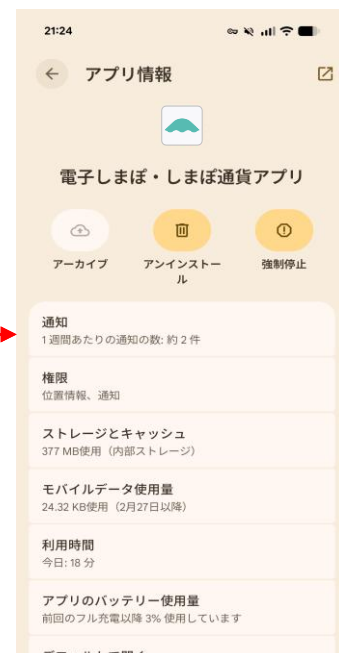 21:24
アプリ情報
電子しまぽ・しまぽ通貨アプリ
アーカイブ
アンインストー
ル
強制停止
通知
1週間あたりの通知の数: 約 2 件
権限
位置情報、通知
ストレージとキャッシュ
377 MB使用（内部ストレージ）
モバイルデータ使用量
24.32 KB使用（2月27日以降）
利用時間
今日: 18 分
アプリのバッテリー使用量
前回のフル充電以降 3% 使用しています